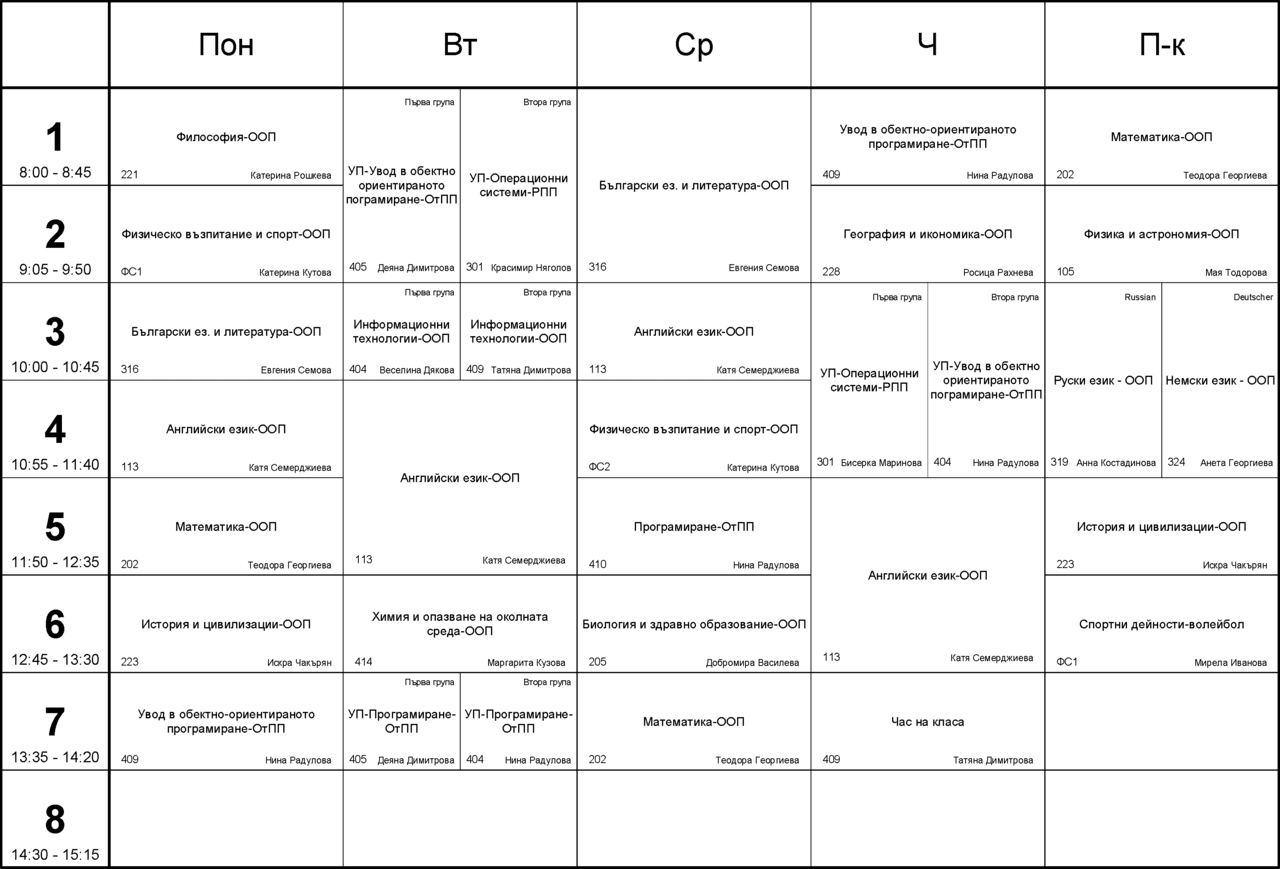 Пон Вт Ср Ч П-к
1
8:00 - 8:45
Философия-ООП
221 Катерина Рошкева
Първа група
УП-Увод в обектно
ориентираното
пограмиране-ОтПП
405 Деяна Димитрова
Втора група
УП-Операционни
системи-РПП
301 Красимир Няголов
Български ез. и литература-ООП
316 Евгения Семова
Увод в обектно-ориентираното
програмиране-ОтПП
409 Нина Радулова
Математика-ООП
202 Теодора Георгиева
2
9:05 - 9:50
Физическо възпитание и спорт-ООП
ФС1 Катерина Кутова
География и икономика-ООП
228 Росица Рахнева
Физика и астрономия-ООП
105 Мая Тодорова
3
10:00 - 10:45
Български ез. и литература-ООП
316 Евгения Семова
Първа група
Информационни
технологии-ООП
404 Веселина Дякова
Втора група
Информационни
технологии-ООП
409 Татяна Димитрова
Английски език-ООП
113 Катя Семерджиева
Първа група
УП-Операционни
системи-РПП
301 Бисерка Маринова
Втора група
УП-Увод в обектно
ориентираното
пограмиране-ОтПП
404 Нина Радулова
Russian
Руски език - ООП
319 Анна Костадинова
Deutscher
Немски език - ООП
324 Анета Георгиева
4
10:55 - 11:40
Английски език-ООП
113 Катя Семерджиева
Английски език-ООП
113 Катя Семерджиева
Физическо възпитание и спорт-ООП
ФС2 Катерина Кутова
5
11:50 - 12:35
Математика-ООП
202 Теодора Георгиева
Програмиране-ОтПП
410 Нина Радулова
Английски език-ООП
113 Катя Семерджиева
История и цивилизации-ООП
223 Искра Чакърян
6
12:45 - 13:30
История и цивилизации-ООП
223 Искра Чакърян
Химия и опазване на околната
среда-ООП
414 Маргарита Кузова
Биология и здравно образование-ООП
205 Добромира Василева
Спортни дейности-волейбол
ФС1 Мирела Иванова
7
13:35 - 14:20
Увод в обектно-ориентираното
програмиране-ОтПП
409 Нина Радулова
Първа група
УП-Програмиране-
ОтПП
405 Деяна Димитрова
Втора група
УП-Програмиране-
ОтПП
404 Нина Радулова
Математика-ООП
202 Теодора Георгиева
Час на класа
409 Татяна Димитрова
8
14:30 - 15:15